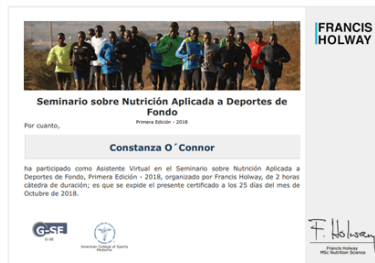 FRANCIS
HOLWAY
Seminario sobre Nutrición Aplicada a Deportes de
Fondo
Primera Edición - 2018
Por cuanto,
Constanza O´Connor
ha participado como Asistente Virtual en el Seminario sobre Nutrición Aplicada a
Deportes de Fondo, Primera Edición - 2018, organizado por Francis Holway, de 2 horas
cátedra de duración; es que se expide el presente certificado a los 25 días del mes de
Octubre de 2018.
G-SE
G-SE
American College of Sports
Medicine
F. Holway
Francis Holway
MSc Nutrition Science